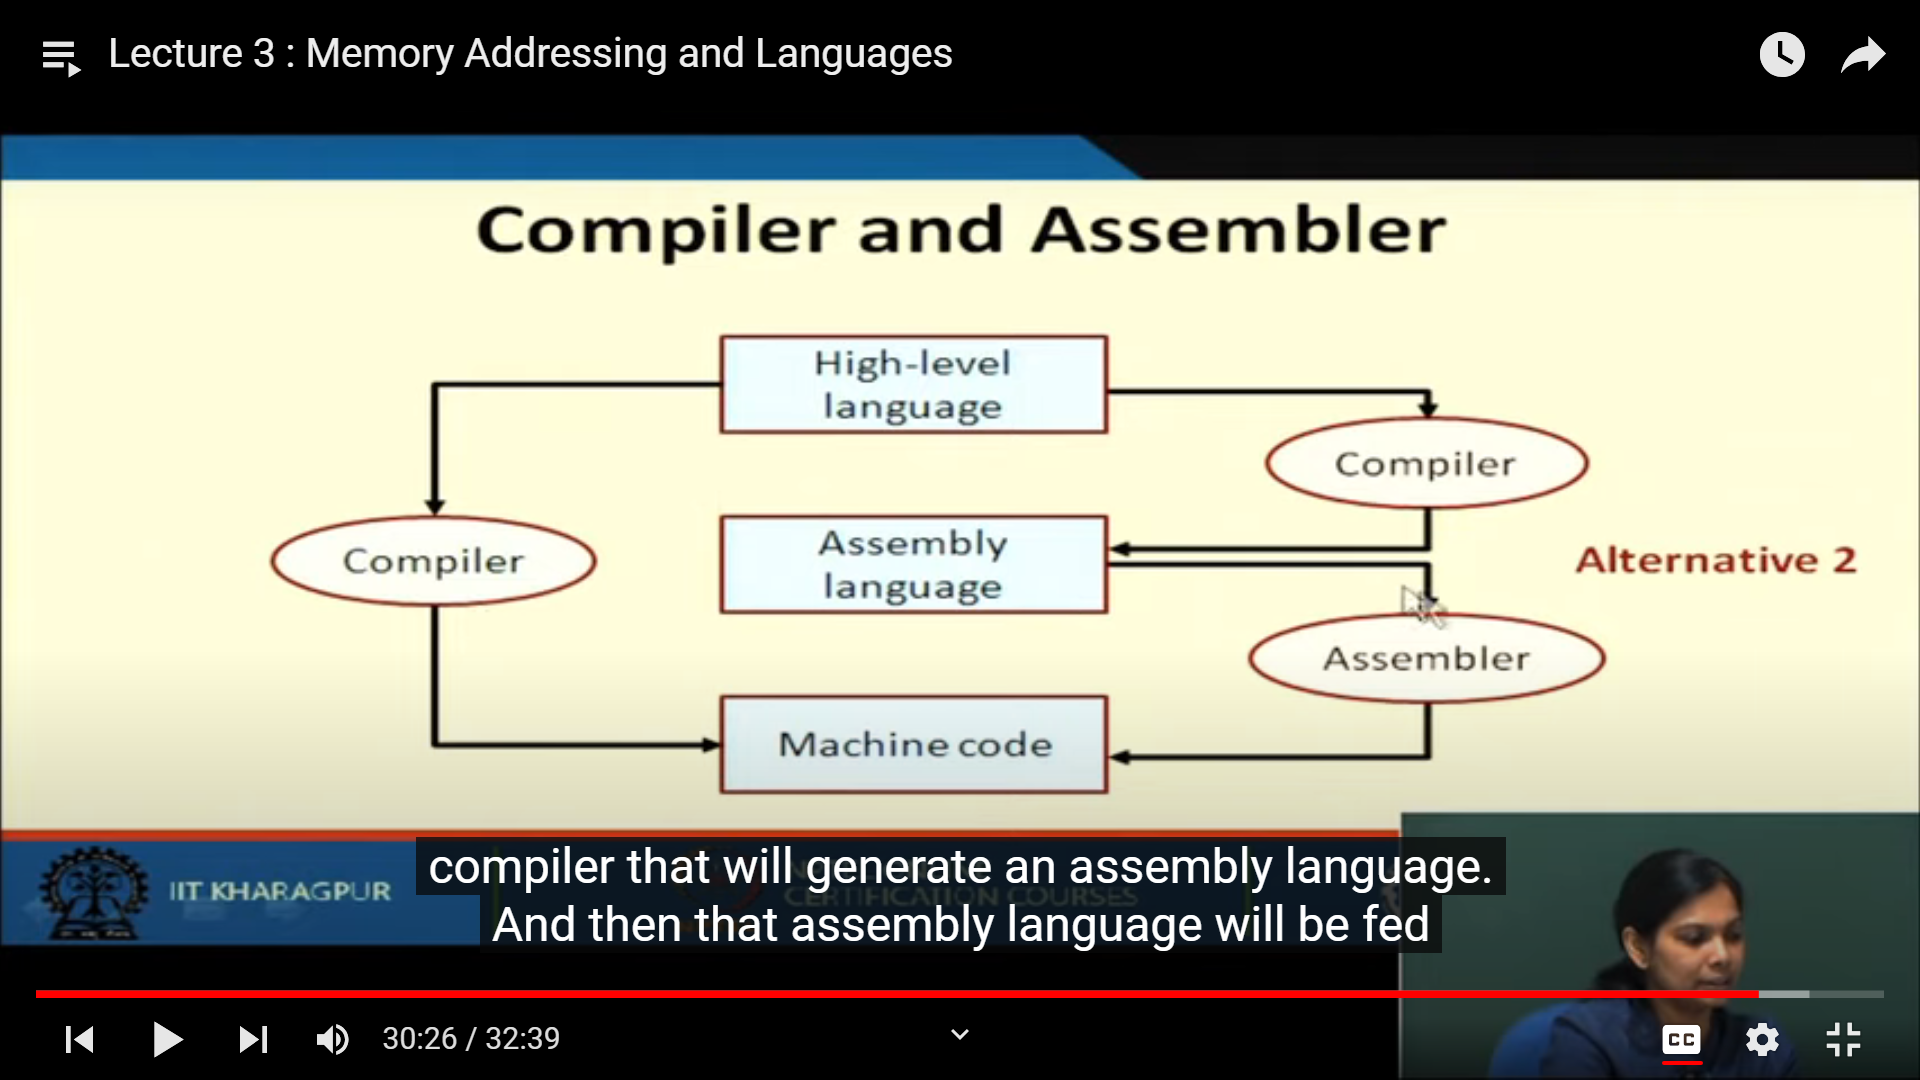 Lecture 3 : Memory Addressing and Languages
Compiler and Assembler
High-level
language
Compiler
Compiler
Assembly
language
Alternative 2
Assembler
Machine code
IIT KHARAGPUR
CERTIFICATION COURSES
compiler that will generate an assembly language.
And then that assembly language will be fed
30:26 / 32:39
CC